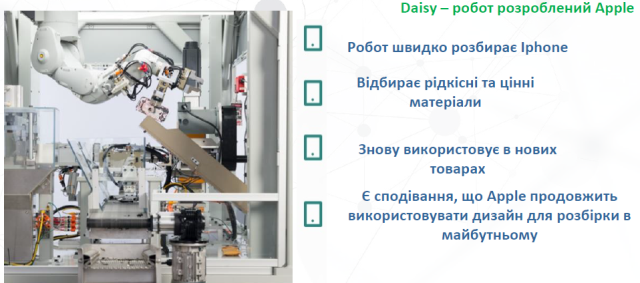 Daisy – робот розроблений Apple
Робот швидко розбирає Iphone
Відбирає рідкісні та цінні
матеріали
Знову використовує в нових
товарах
Є сподівання, що Apple продовжить
використовувати дизайн для розбірки в
майбутньому